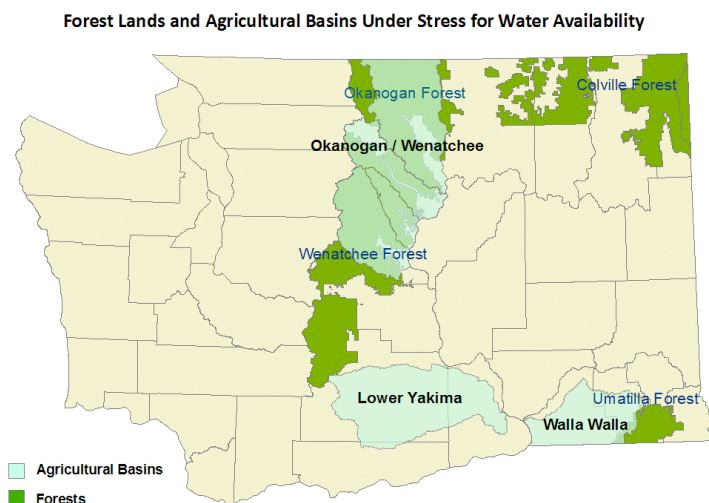 Forest Lands and Agricultural Basins Under Stress for Water Availability
Okanogan Forest
Colville Forest
Okanogan / Wenatchee
Wenatchee Forest
Lower Yakima
Umatilla Forest
Walla Walla
Agricultural Basins
Forests